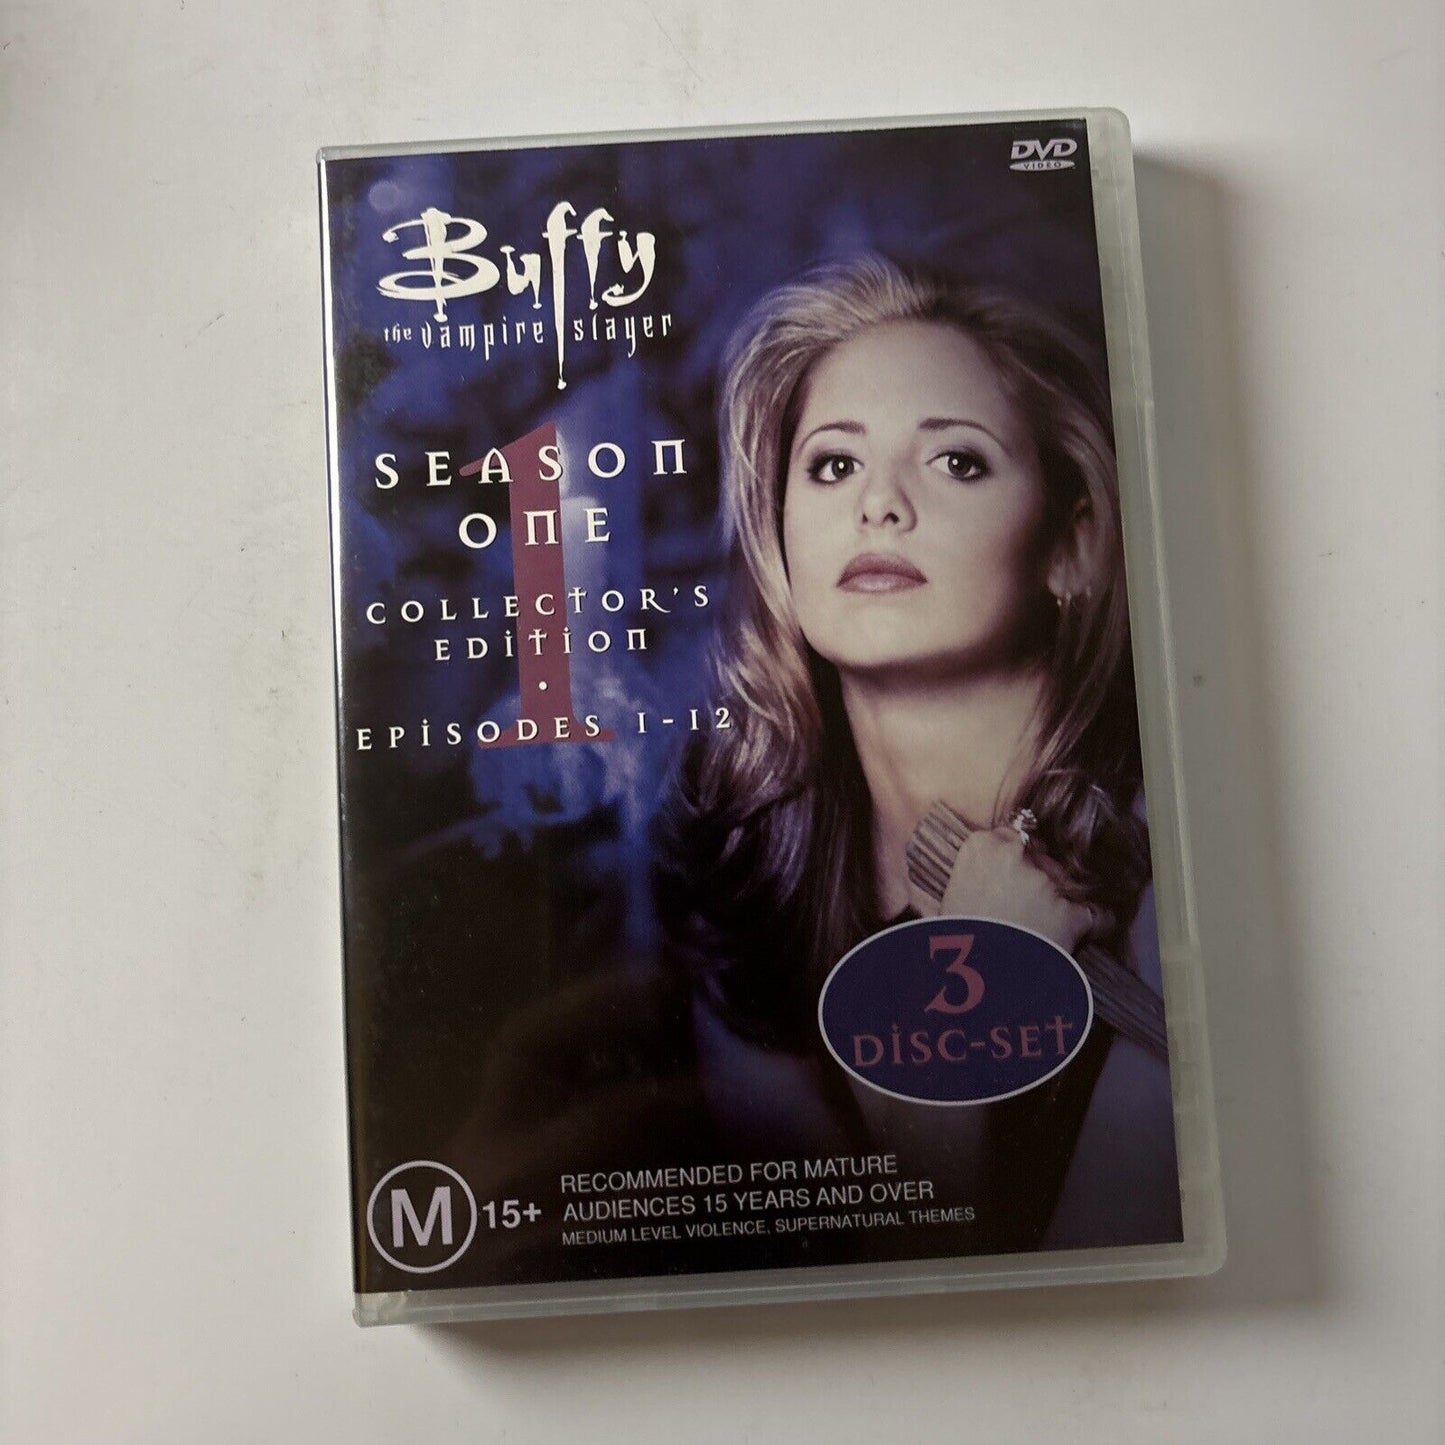 DVD
VIDEO
Buffy
the vampire slayer
1
SEASON
ONE
COLLECTOR'S
EDITION
·
EPISODES 1-12
3
DISC-SET
M 15+
RECOMMENDED FOR MATURE
AUDIENCES 15 YEARS AND OVER
MEDIUM LEVEL VIOLENCE, SUPERNATURAL THEMES